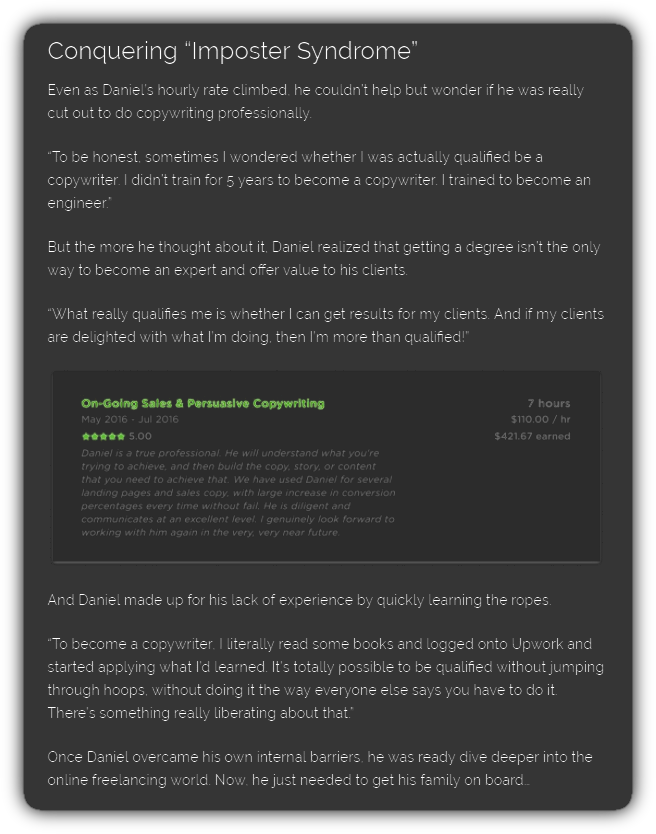 Conquering “Imposter Syndrome”
Even as Daniel’s hourly rate climbed, he couldn’t help but wonder if he was really
cut out to do copywriting professionally.
“To be honest, sometimes I wondered whether I was actually qualified be a
copywriter. I didn’t train for 5 years to become a copywriter. I trained to become an
engineer.”
But the more he thought about it, Daniel realized that getting a degree isn’t the only
way to become an expert and offer value to his clients.
“What really qualifies me is whether I can get results for my clients. And if my clients
are delighted with what I’m doing, then I’m more than qualified!”
On-Going Sales & Persuasive Copywriting
7 hours
May 2016 - Jul 2016
$110.00 / hr
5.00
$421.67 earned
Daniel is a true professional. He will understand what you're
trying to achieve, and then build the copy, story, or content
that you need to achieve that. We have used Daniel for several
landing pages and sales copy, with large increase in conversion
percentages every time without fail. He is diligent and
communicates at an excellent level. I genuinely look forward to
working with him again in the very, very near future.
And Daniel made up for his lack of experience by quickly learning the ropes.
“To become a copywriter, I literally read some books and logged onto Upwork and
started applying what I’d learned. It’s totally possible to be qualified without jumping
through hoops, without doing it the way everyone else says you have to do it.
There’s something really liberating about that.”
Once Daniel overcame his own internal barriers, he was ready dive deeper into the
online freelancing world. Now, he just needed to get his family on board…